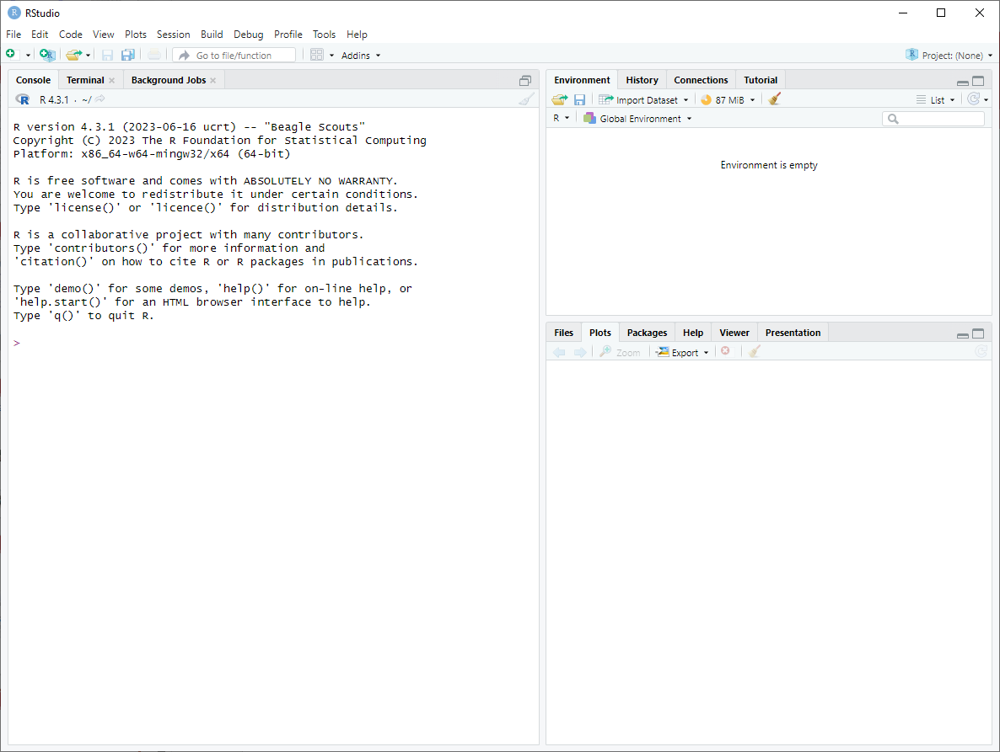 RStudio
File Edit Code View Plots Session Build Debug Profile Tools Help
Go to file/function Addins Project: (None)
Console Terminal Background Jobs
R 4.3.1 · ~/
R version 4.3.1 (2023-06-16 ucrt) -- "Beagle Scouts"
Copyright (C) 2023 The R Foundation for Statistical Computing
Platform: x86_64-w64-mingw32/x64 (64-bit)
R is free software and comes with ABSOLUTELY NO WARRANTY.
You are welcome to redistribute it under certain conditions.
Type 'license()' or 'licence()' for distribution details.
R is a collaborative project with many contributors.
Type 'contributors()' for more information and
'citation()' on how to cite R or R packages in publications.
Type 'demo()' for some demos, 'help()' for on-line help, or
'help.start()' for an HTML browser interface to help.
Type 'q()' to quit R.
>
Environment History Connections Tutorial
Import Dataset 87 MiB List
R Global Environment
Environment is empty
Files Plots Packages Help Viewer Presentation
Zoom Export